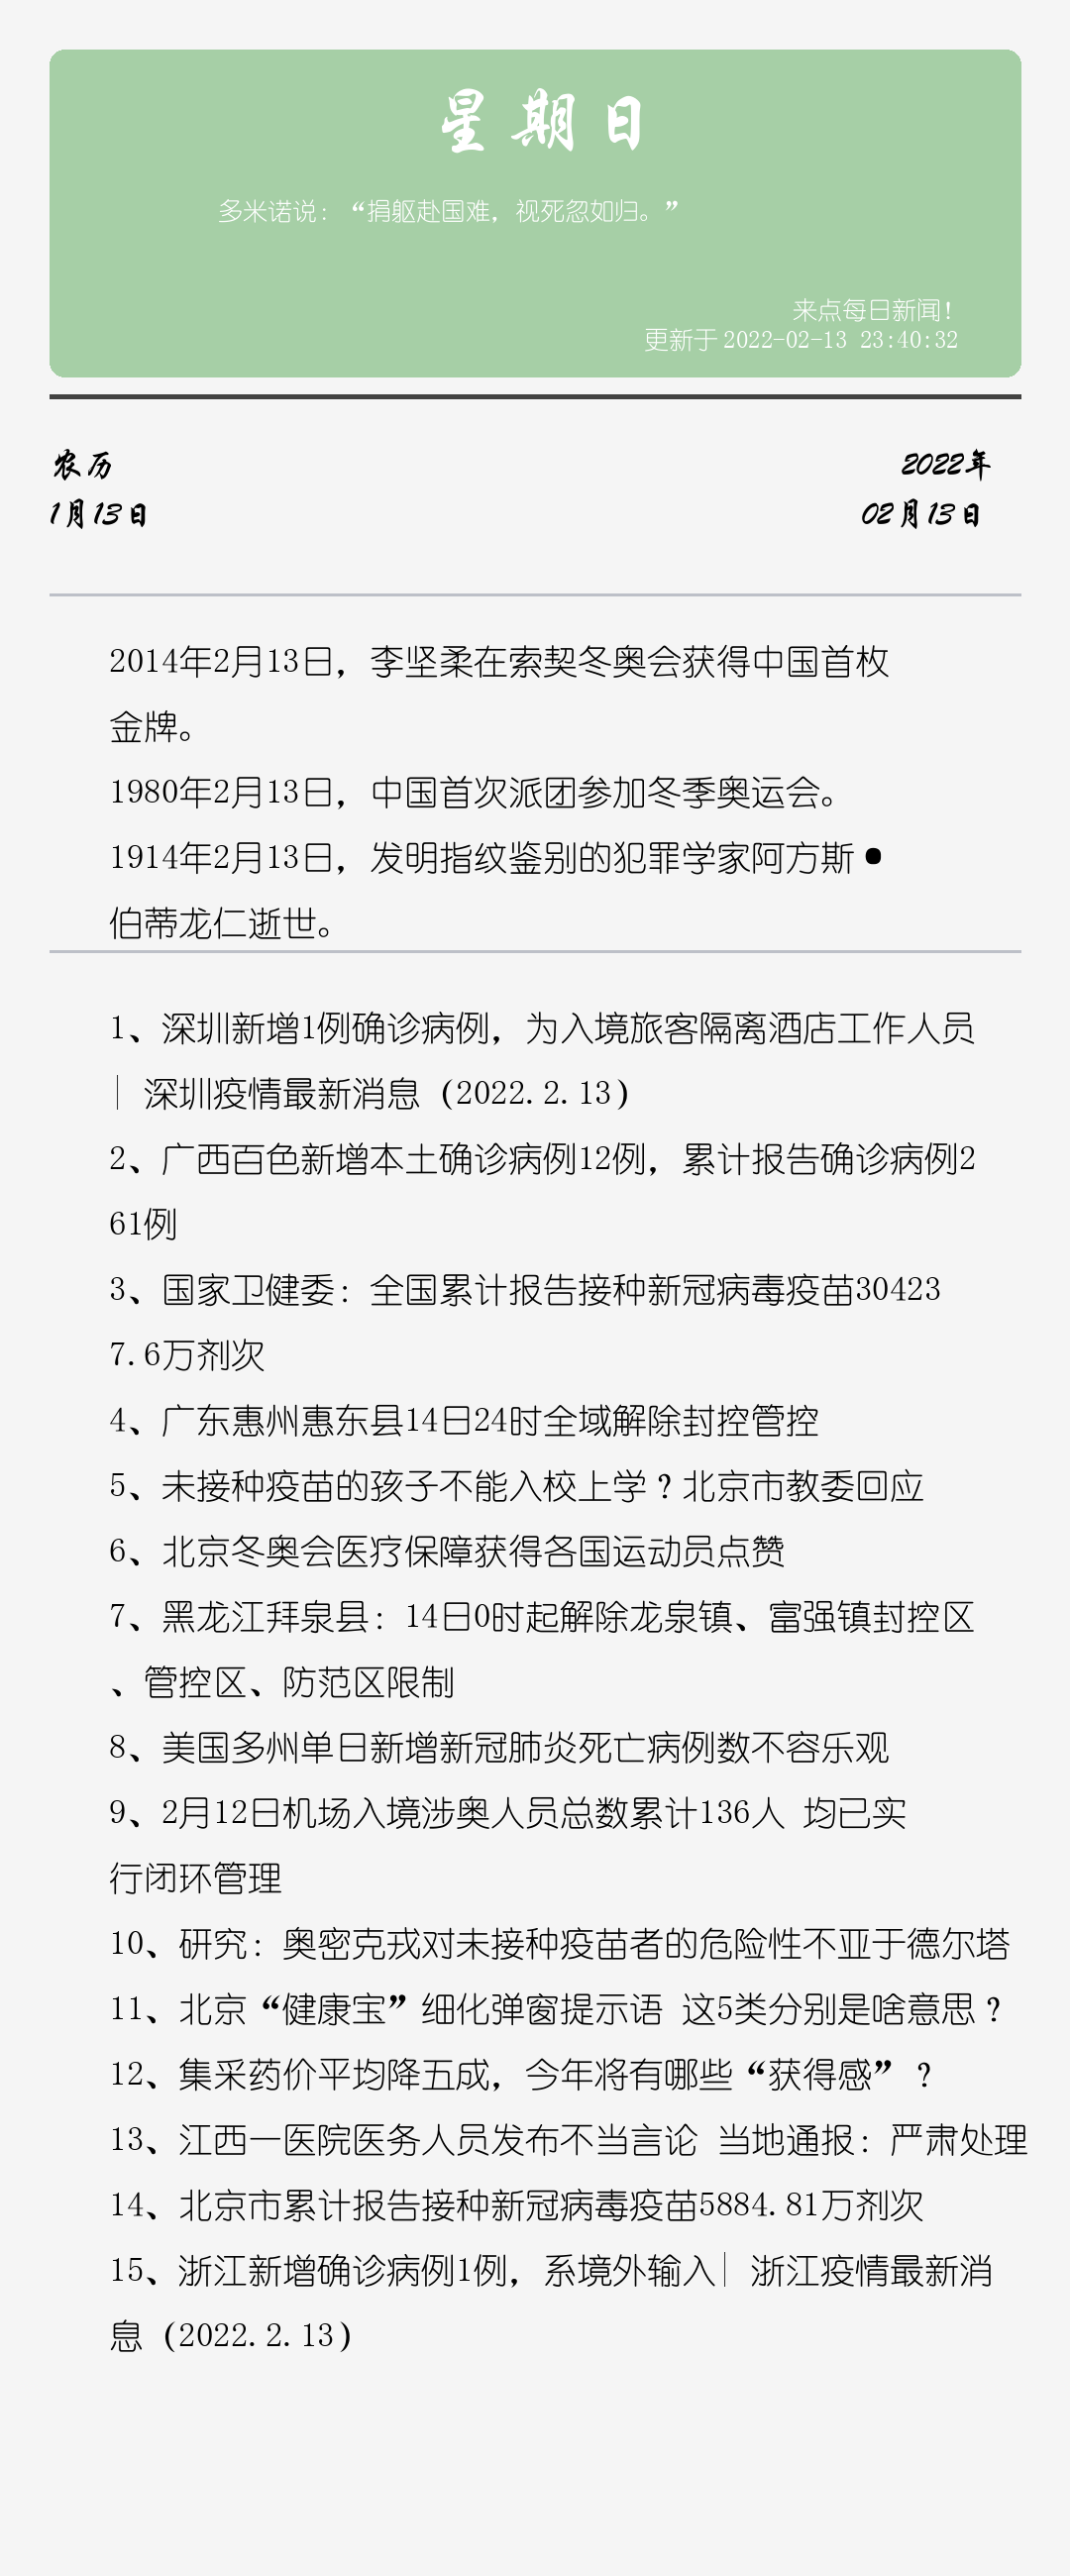 星期日
多米诺说：“捐躯赴国难，视死忽如归。”
来点每日新闻！
更新于 2022-02-13 23:40:32
农历
1月13日
2022年
02月13日
2014年2月13日，李坚柔在索契冬奥会获得中国首枚
金牌。
1980年2月13日，中国首次派团参加冬季奥运会。
1914年2月13日，发明指纹鉴别的犯罪学家阿方斯•
伯蒂龙仁逝世。
1、深圳新增1例确诊病例，为入境旅客隔离酒店工作人员
｜深圳疫情最新消息（2022.2.13）
2、广西百色新增本土确诊病例12例，累计报告确诊病例2
61例
3、国家卫健委：全国累计报告接种新冠病毒疫苗30423
7.6万剂次
4、广东惠州惠东县14日24时全域解除封控管控
5、未接种疫苗的孩子不能入校上学？北京市教委回应
6、北京冬奥会医疗保障获得各国运动员点赞
7、黑龙江拜泉县：14日0时起解除龙泉镇、富强镇封控区
、管控区、防范区限制
8、美国多州单日新增新冠肺炎死亡病例数不容乐观
9、2月12日机场入境涉奥人员总数累计136人 均已实
行闭环管理
10、研究：奥密克戎对未接种疫苗者的危险性不亚于德尔塔
11、北京“健康宝”细化弹窗提示语 这5类分别是啥意思？
12、集采药价平均降五成，今年将有哪些“获得感”？
13、江西一医院医务人员发布不当言论 当地通报：严肃处理
14、北京市累计报告接种新冠病毒疫苗5884.81万剂次
15、浙江新增确诊病例1例，系境外输入｜浙江疫情最新消
息（2022.2.13）